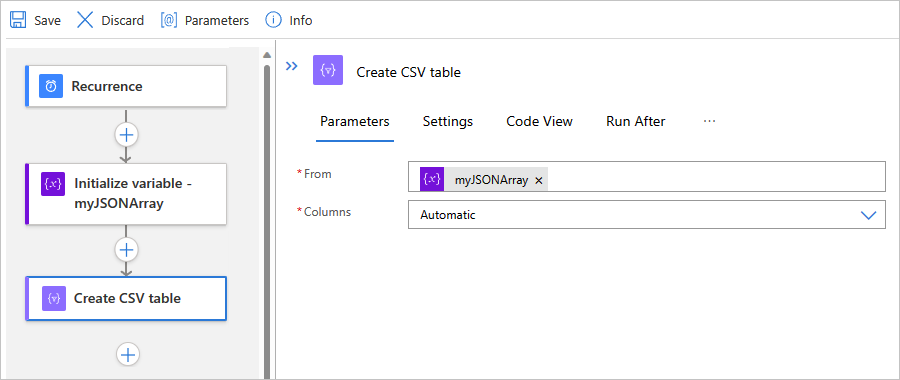 Save Discard [@] Parameters Info
Recurrence
{x} Initialize variable -
myJSONArray
Create CSV table
Create CSV table
Parameters Settings Code View Run After ...
*From {x} myJSONArray ×
*Columns Automatic